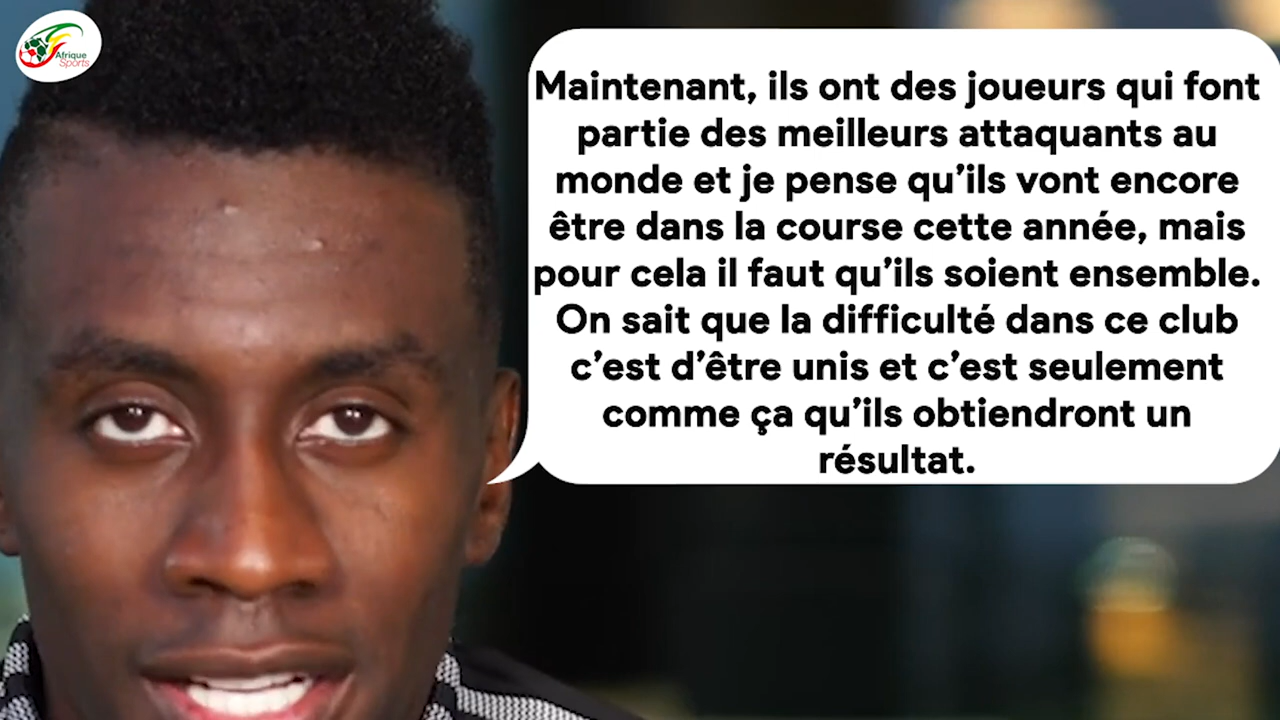 Afrique
Sports
Maintenant, ils ont des joueurs qui font
partie des meilleurs attaquants au
monde et je pense qu’ils vont encore
être dans la course cette année, mais
pour cela il faut qu’ils soient ensemble.
On sait que la difficulté dans ce club
c’est d’être unis et c’est seulement
comme ça qu’ils obtiendront un
résultat.